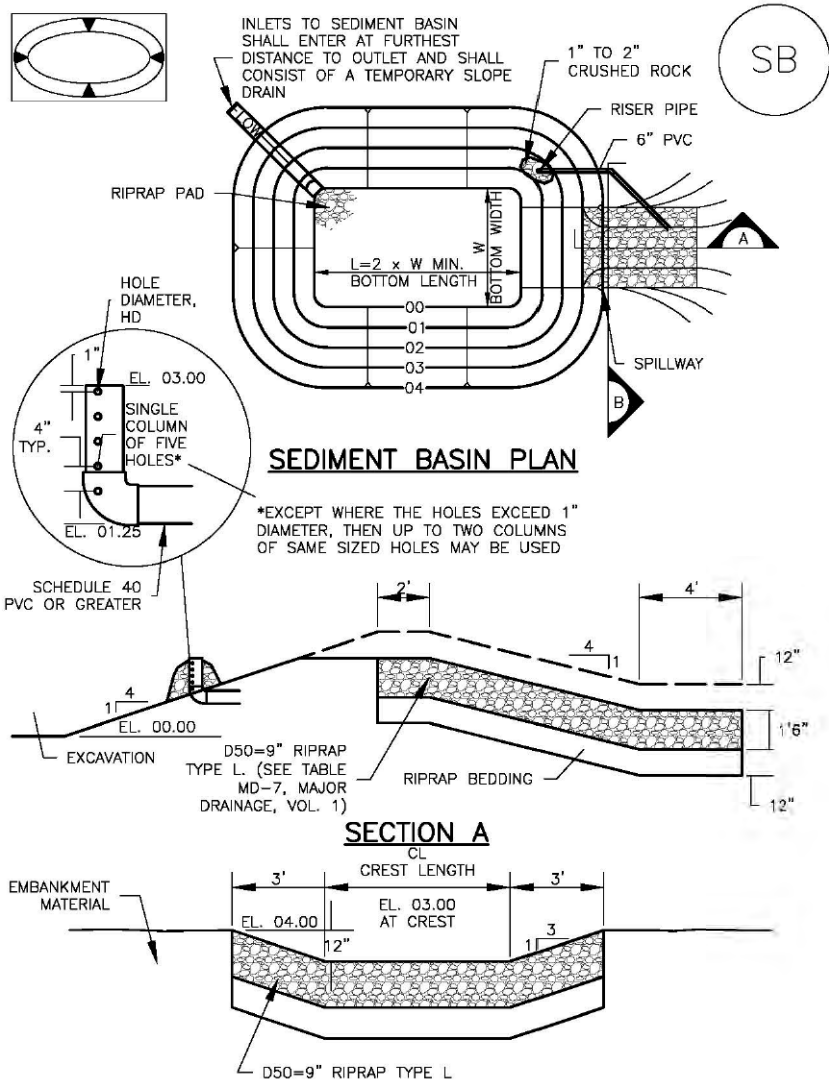 INLETS TO SEDIMENT BASIN
SHALL ENTER AT FURTHEST
DISTANCE TO OUTLET AND SHALL
CONSIST OF A TEMPORARY SLOPE
DRAIN
1" TO 2"
CRUSHED ROCK
SB
RISER PIPE
6" PVC
FLOW
RIPRAP PAD
A
W
BOTTOM WIDTH
L=2 x W MIN.
BOTTOM LENGTH
00
01
02
03
04
SPILLWAY
B
HOLE
DIAMETER,
HD
1"
EL. 03.00
4"
TYP.
SINGLE
COLUMN
OF FIVE
HOLES*
EL. 01.25
SEDIMENT BASIN PLAN
*EXCEPT WHERE THE HOLES EXCEED 1"
DIAMETER, THEN UP TO TWO COLUMNS
OF SAME SIZED HOLES MAY BE USED
SCHEDULE 40
PVC OR GREATER
2'
4'
4
1
12"
4
1
EL. 00.00
EXCAVATION
D50=9" RIPRAP
TYPE L. (SEE TABLE
MD-7, MAJOR
DRAINAGE, VOL. 1)
RIPRAP BEDDING
1'6"
12"
SECTION A
CL
CREST LENGTH
3'
3'
EMBANKMENT
MATERIAL
EL. 04.00
EL. 03.00
AT CREST
12"
3
1
D50=9" RIPRAP TYPE L